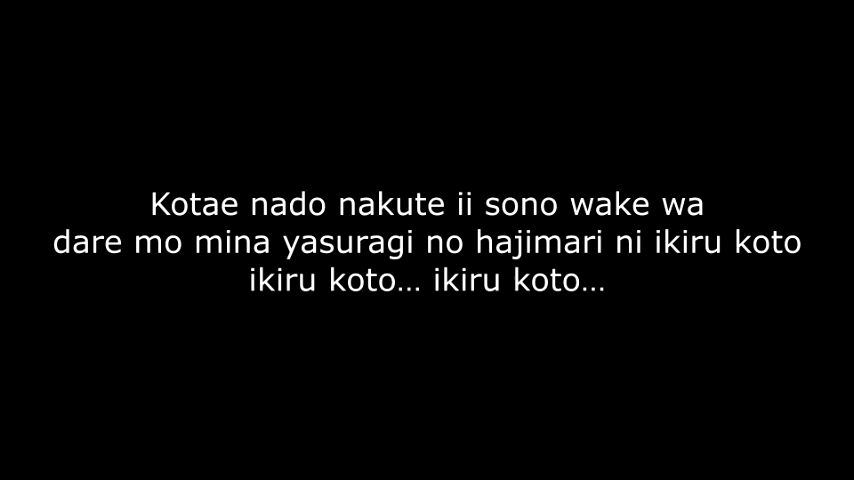 Kotae nado nakute ii sono wake wa
dare mo mina yasuragi no hajimari ni ikiru koto
ikiru koto… ikiru koto…